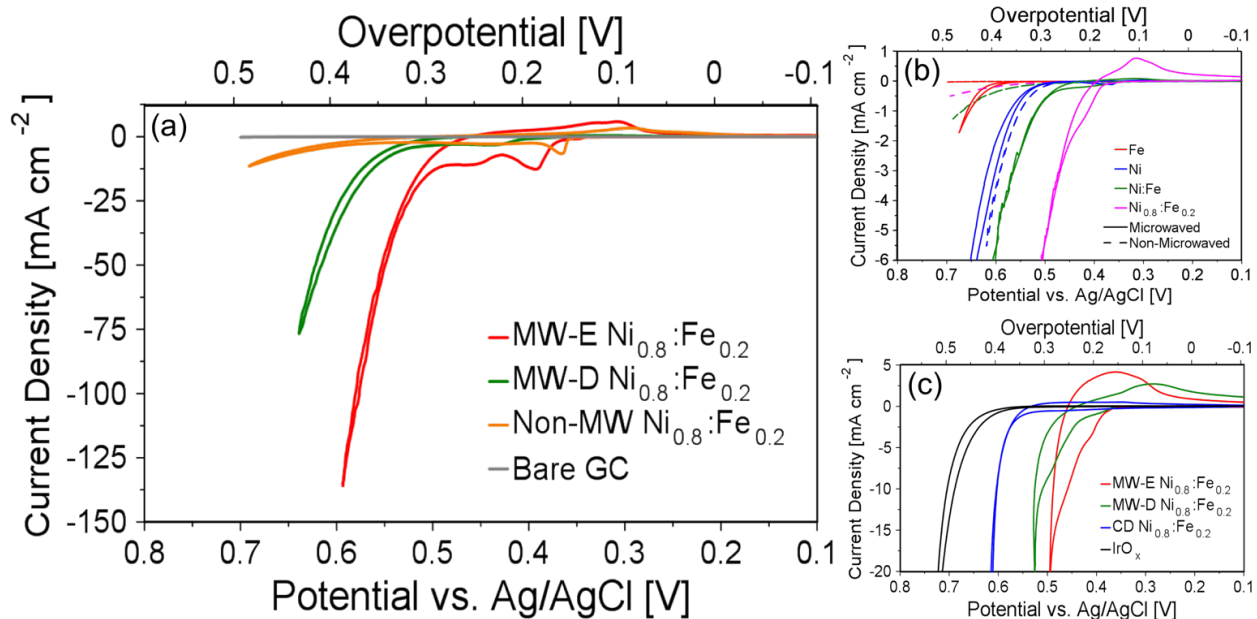 Overpotential [V]
0.5 0.4 0.3 0.2 0.1 0 -0.1
(a)
Current Density [mA cm⁻²]
0
-25
-50
-75
-100
-125
-150
MW-E Ni₀.₈:Fe₀.₂
MW-D Ni₀.₈:Fe₀.₂
Non-MW Ni₀.₈:Fe₀.₂
Bare GC
0.8 0.7 0.6 0.5 0.4 0.3 0.2 0.1
Potential vs. Ag/AgCl [V]
Overpotential [V]
0.5 0.4 0.3 0.2 0.1 0 -0.1
(b)
Current Density [mA cm⁻²]
1
0
-1
-2
-3
-4
-5
-6
Fe
Ni
Ni:Fe
Ni₀.₈:Fe₀.₂
Microwaved
Non-Microwaved
0.8 0.7 0.6 0.5 0.4 0.3 0.2 0.1
Potential vs. Ag/AgCl [V]
Overpotential [V]
0.5 0.4 0.3 0.2 0.1 0 -0.1
(c)
Current Density [mA cm⁻²]
5
0
-5
-10
-15
-20
MW-E Ni₀.₈:Fe₀.₂
MW-D Ni₀.₈:Fe₀.₂
CD Ni₀.₈:Fe₀.₂
IrOₓ
0.8 0.7 0.6 0.5 0.4 0.3 0.2 0.1
Potential vs. Ag/AgCl [V]